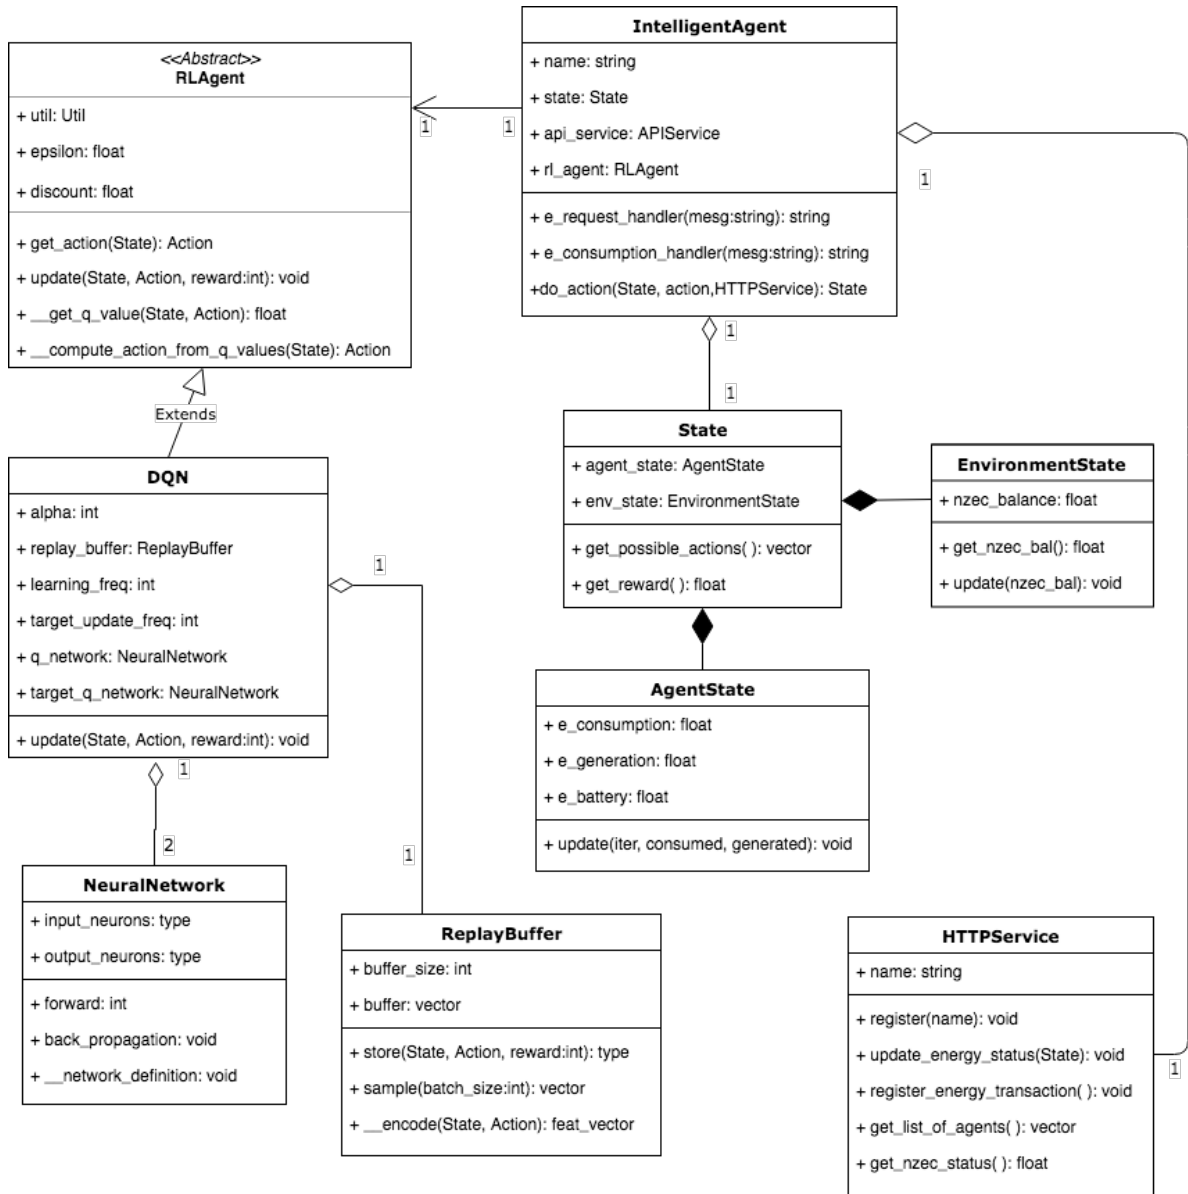 <<Abstract>>
RLAgent
+ util: Util
+ epsilon: float
+ discount: float
+ get_action(State): Action
+ update(State, Action, reward:int): void
+ __get_q_value(State, Action): float
+ __compute_action_from_q_values(State): Action
1
1
IntelligentAgent
+ name: string
+ state: State
+ api_service: APIService
+ rl_agent: RLAgent
+ e_request_handler(mesg:string): string
+ e_consumption_handler(mesg:string): string
+do_action(State, action,HTTPService): State
1
1
1
Extends
DQN
+ alpha: int
+ replay_buffer: ReplayBuffer
+ learning_freq: int
+ target_update_freq: int
+ q_network: NeuralNetwork
+ target_q_network: NeuralNetwork
+ update(State, Action, reward:int): void
1
1
State
+ agent_state: AgentState
+ env_state: EnvironmentState
+ get_possible_actions( ): vector
+ get_reward( ): float
EnvironmentState
+ nzec_balance: float
+ get_nzec_bal(): float
+ update(nzec_bal): void
AgentState
+ e_consumption: float
+ e_generation: float
+ e_battery: float
+ update(iter, consumed, generated): void
2
1
NeuralNetwork
+ input_neurons: type
+ output_neurons: type
+ forward: int
+ back_propagation: void
+ __network_definition: void
ReplayBuffer
+ buffer_size: int
+ buffer: vector
+ store(State, Action, reward:int): type
+ sample(batch_size:int): vector
+ __encode(State, Action): feat_vector
HTTPService
+ name: string
+ register(name): void
+ update_energy_status(State): void
+ register_energy_transaction( ): void
+ get_list_of_agents( ): vector
+ get_nzec_status( ): float
1